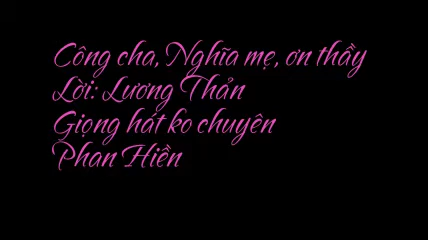 Công cha, Nghĩa mẹ, ơn thầy
Lời: Lương Thản
Giọng hát ko chuyên
Phan Hiền